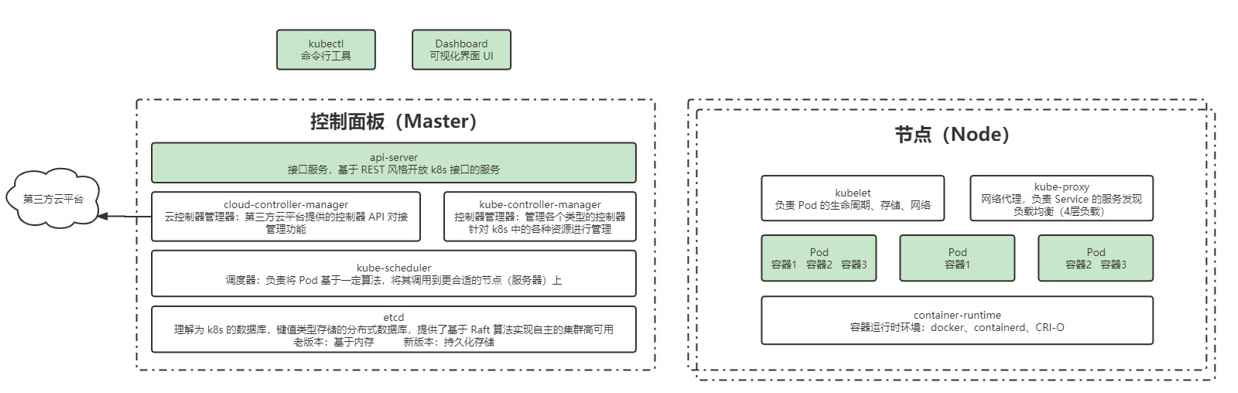 kubectl
命令行工具
Dashboard
可视化界面 UI
控制面板（Master）
api-server
接口服务，基于 REST 风格开放 k8s 接口的服务
第三方云平台
cloud-controller-manager
云控制器管理器：第三方云平台提供的控制器 API 对接
管理功能
kube-controller-manager
控制器管理器：管理各个类型的控制器
针对 k8s 中的各种资源进行管理
kube-scheduler
调度器：负责将 Pod 基于一定算法，将其调用到更合适的节点（服务器）上
etcd
理解为 k8s 的数据库，键值类型存储的分布式数据库，提供了基于 Raft 算法实现自主的集群高可用
老版本：基于内存 新版本：持久化存储
节点（Node）
kubelet
负责 Pod 的生命周期、存储、网络
kube-proxy
网络代理，负责 Service 的服务发现
负载均衡（4层负载）
Pod
容器1 容器2 容器3
Pod
容器1
Pod
容器2 容器3
container-runtime
容器运行时环境：docker、containerd、CRI-O